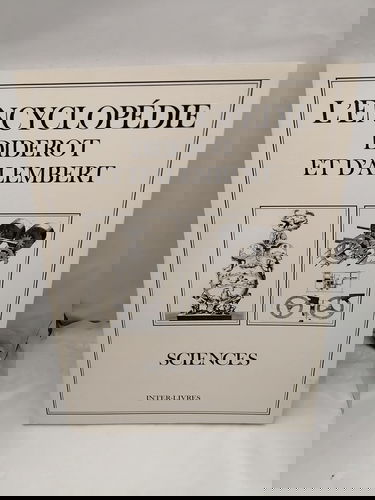 L'ENCYCLOPÉDIE
DIDEROT
ET D'ALEMBERT
SCIENCES
INTER-LIVRES